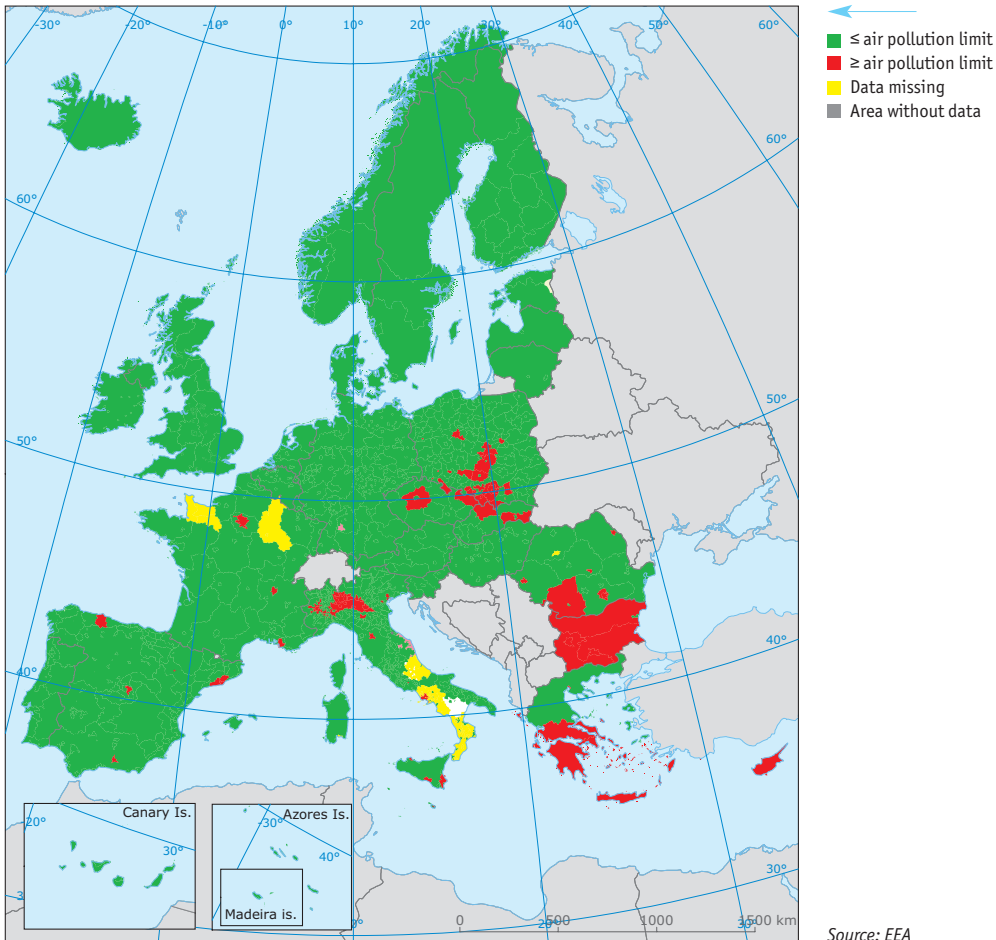 -30° -20° -10° 0° 10° 20° 30° 40° 50° 60°
≤ air pollution limit
≥ air pollution limit
Data missing
Area without data
60°
60°
50°
50°
40°
40°
Canary Is.
-20°
30°
Azores Is.
-30°
40°
Madeira is.
30°
0 500 1000 1500 km
Source: EEA